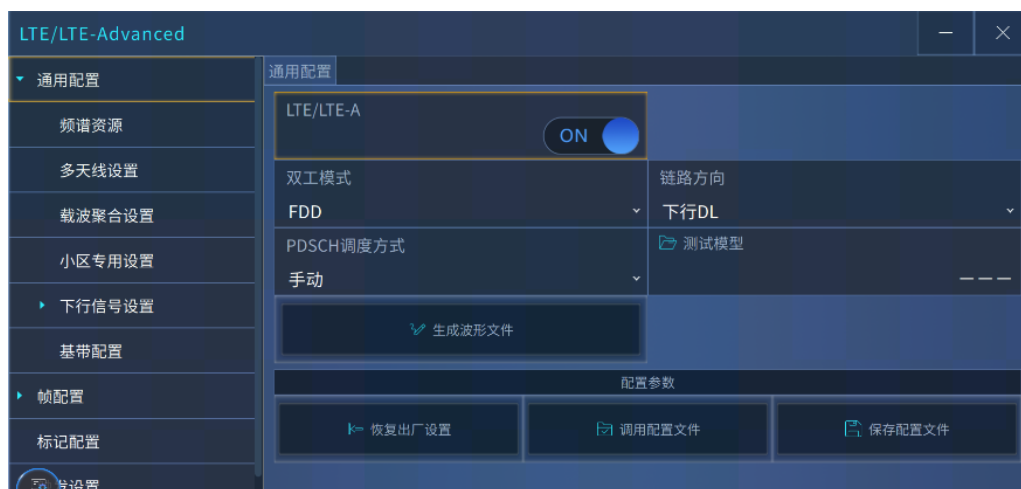 LTE/LTE-Advanced
通用配置
频谱资源
多天线设置
载波聚合设置
小区专用设置
下行信号设置
基带配置
帧配置
标记配置
发设置
通用配置
LTE/LTE-A
ON
双工模式
FDD
链路方向
下行DL
PDSCH调度方式
手动
测试模型
———
生成波形文件
配置参数
恢复出厂设置
调用配置文件
保存配置文件